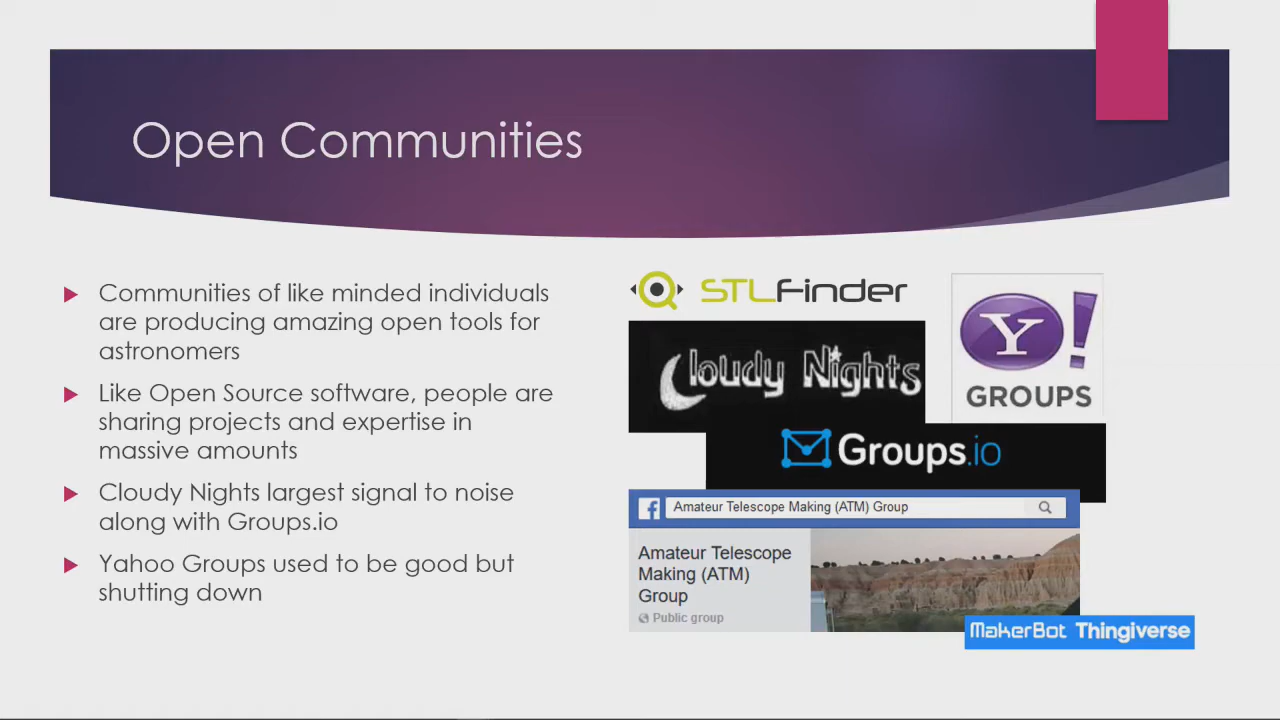 Open Communities
Communities of like minded individuals
are producing amazing open tools for
astronomers
Like Open Source software, people are
sharing projects and expertise in
massive amounts
Cloudy Nights largest signal to noise
along with Groups.io
Yahoo Groups used to be good but
shutting down
STLFinder
Cloudy Nights
Y!
GROUPS
Groups.io
f Amateur Telescope Making (ATM) Group
Amateur Telescope
Making (ATM)
Group
Public group
MakerBot Thingiverse